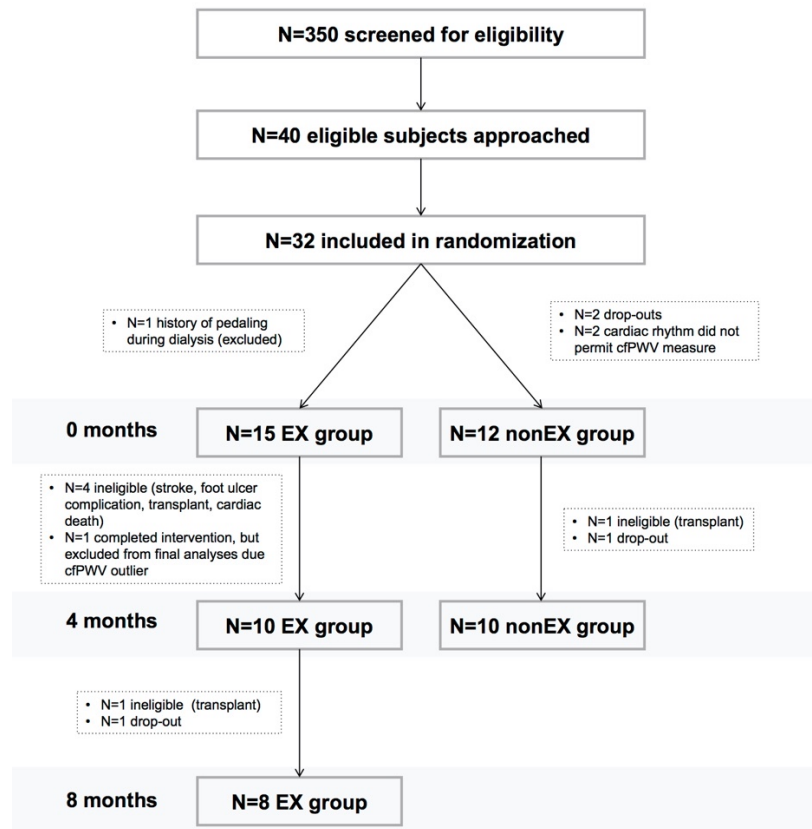 N=350 screened for eligibility
N=40 eligible subjects approached
N=32 included in randomization
• N=1 history of pedaling
during dialysis (excluded)
• N=2 drop-outs
• N=2 cardiac rhythm did not
permit cfPWV measure
0 months
N=15 EX group
N=12 nonEX group
• N=4 ineligible (stroke, foot ulcer
complication, transplant, cardiac
death)
• N=1 completed intervention, but
excluded from final analyses due
cfPWV outlier
• N=1 ineligible (transplant)
• N=1 drop-out
4 months
N=10 EX group
N=10 nonEX group
• N=1 ineligible  (transplant)
• N=1 drop-out
8 months
N=8 EX group